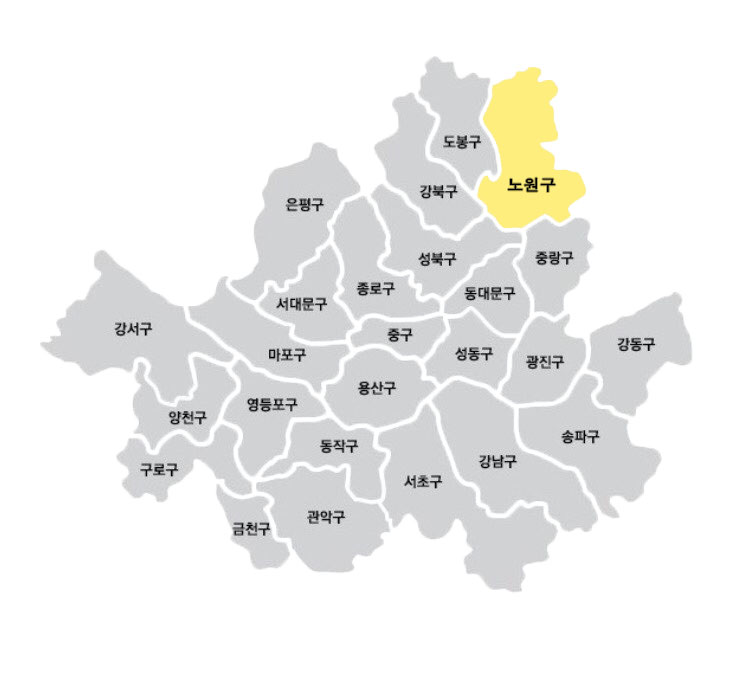 도봉구
노원구
강북구
은평구
성북구
중랑구
종로구
동대문구
서대문구
강서구
중구
강동구
마포구
성동구
광진구
용산구
영등포구
양천구
송파구
동작구
강남구
구로구
서초구
관악구
금천구